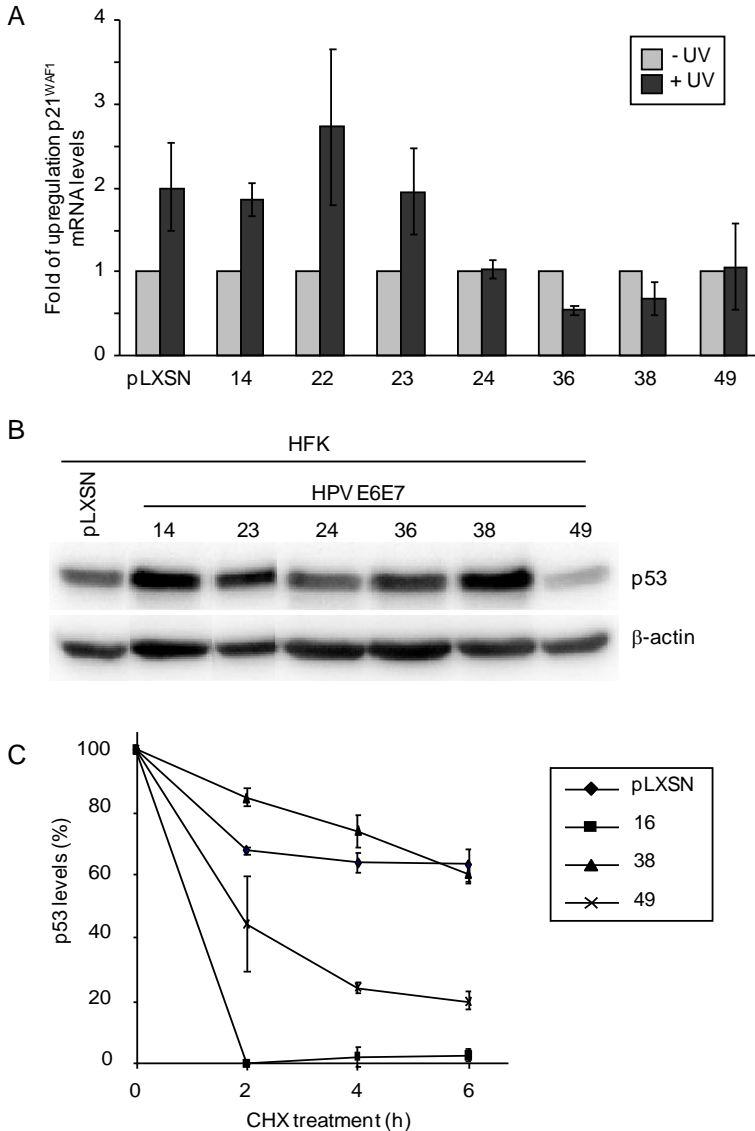 A
Fold of upregulation p21WAF1
mRNA levels
4
3
2
1
0
- UV
+ UV
pLXSN 14 22 23 24 36 38 49
B
HFK
pLXSN
HPV E6E7
14 23 24 36 38 49
p53
β-actin
C
p53 levels (%)
100
80
60
40
20
0
0 2 4 6
CHX treatment (h)
pLXSN
16
38
49